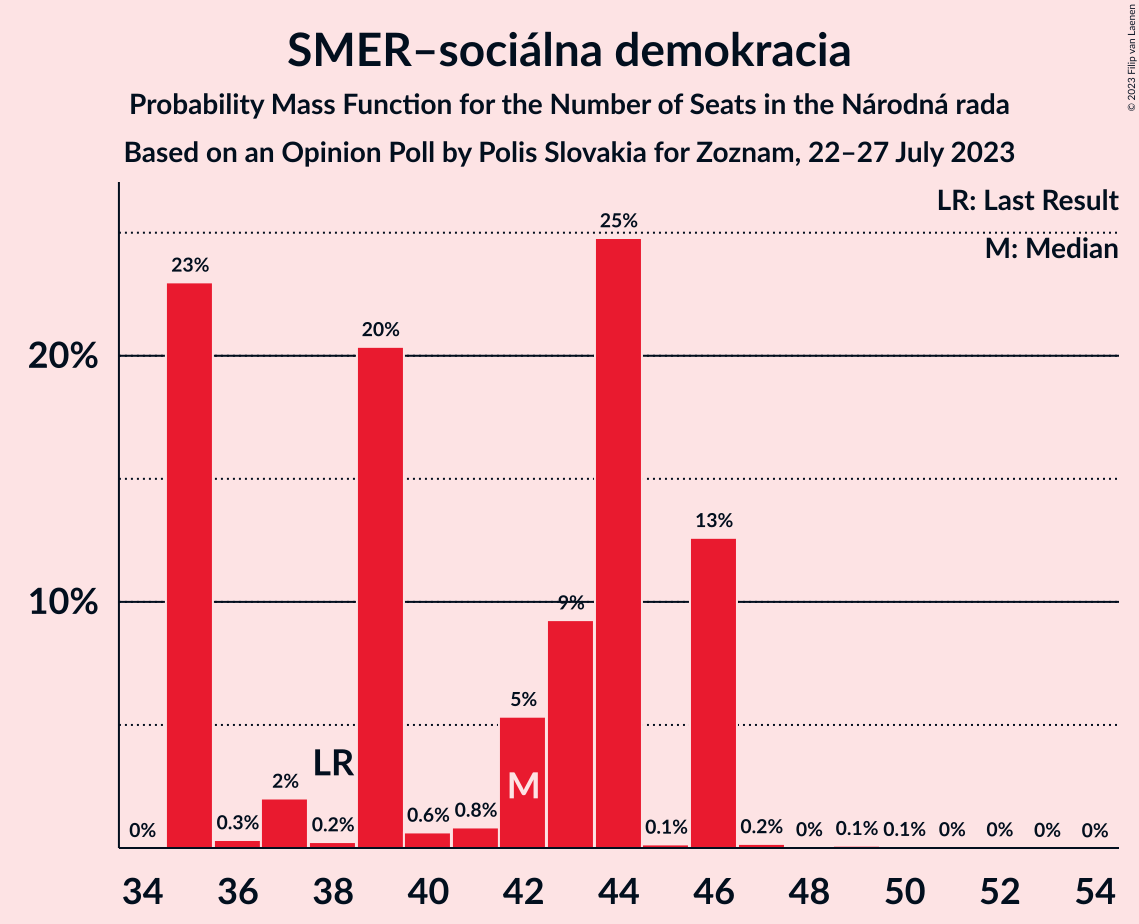 SMER–sociálna demokracia
Probability Mass Function for the Number of Seats in the Národná rada
Based on an Opinion Poll by Polis Slovakia for Zoznam, 22–27 July 2023
© 2023 Filip van Laenen
LR: Last Result
M: Median
20%
10%
0%
23%
0.3%
2%
0.2%
20%
0.6%
0.8%
5%
9%
25%
0.1%
13%
0.2%
0%
0.1%
0.1%
0%
0%
0%
0%
LR
M
34 36 38 40 42 44 46 48 50 52 54